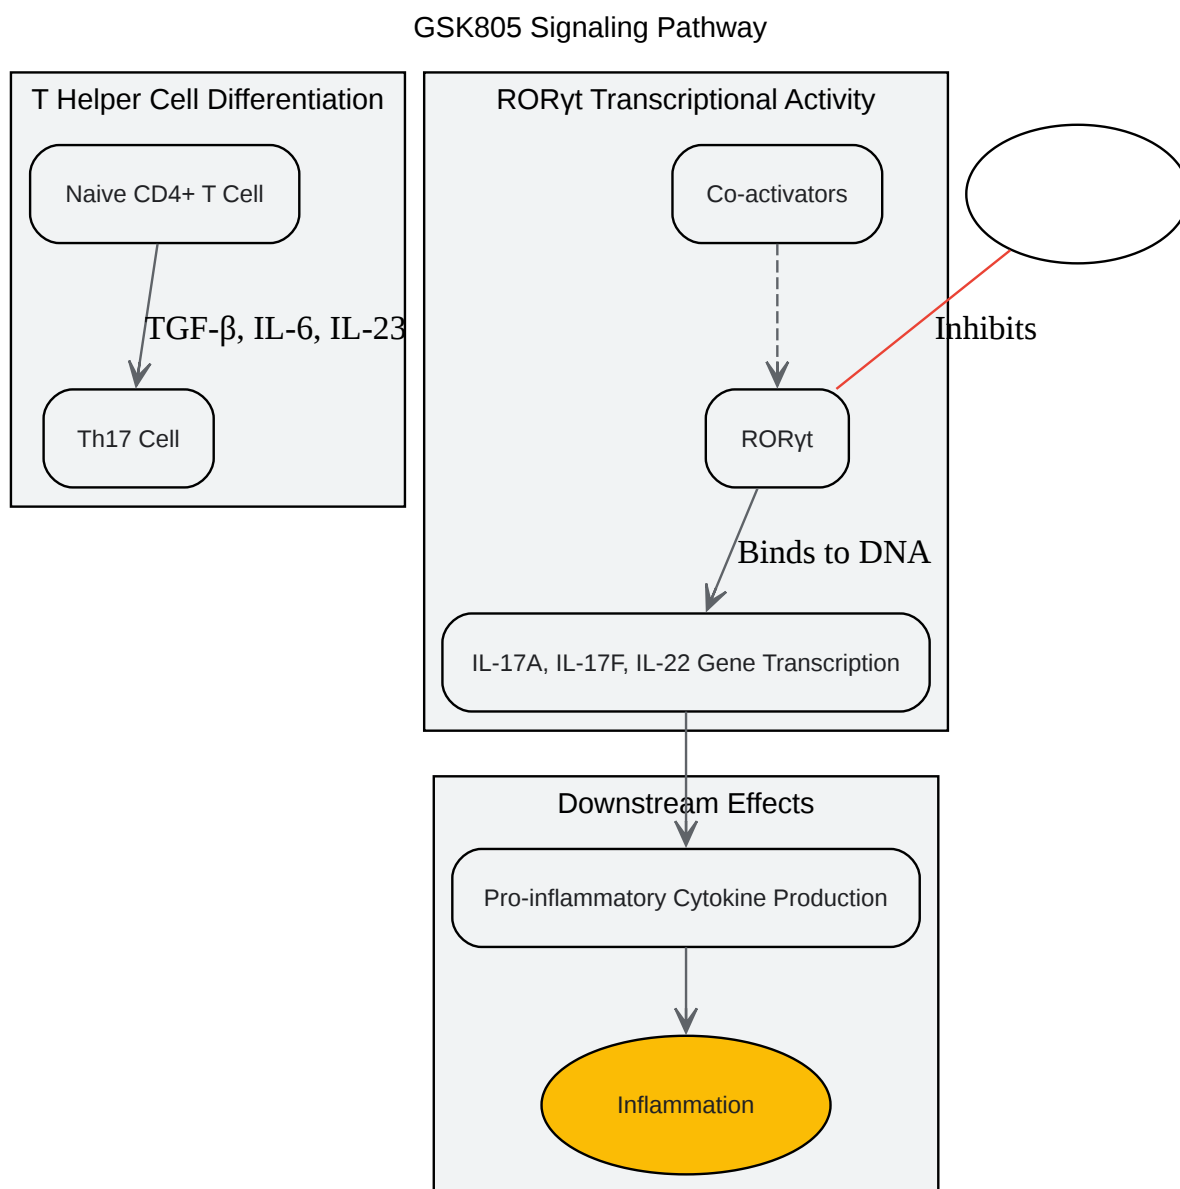 GSK805 Signaling Pathway
T Helper Cell Differentiation
Naive CD4+ T Cell
TGF-β, IL-6, IL-23
Th17 Cell
RORγt Transcriptional Activity
Co-activators
Inhibits
RORγt
Binds to DNA
IL-17A, IL-17F, IL-22 Gene Transcription
Downstream Effects
Pro-inflammatory Cytokine Production
Inflammation